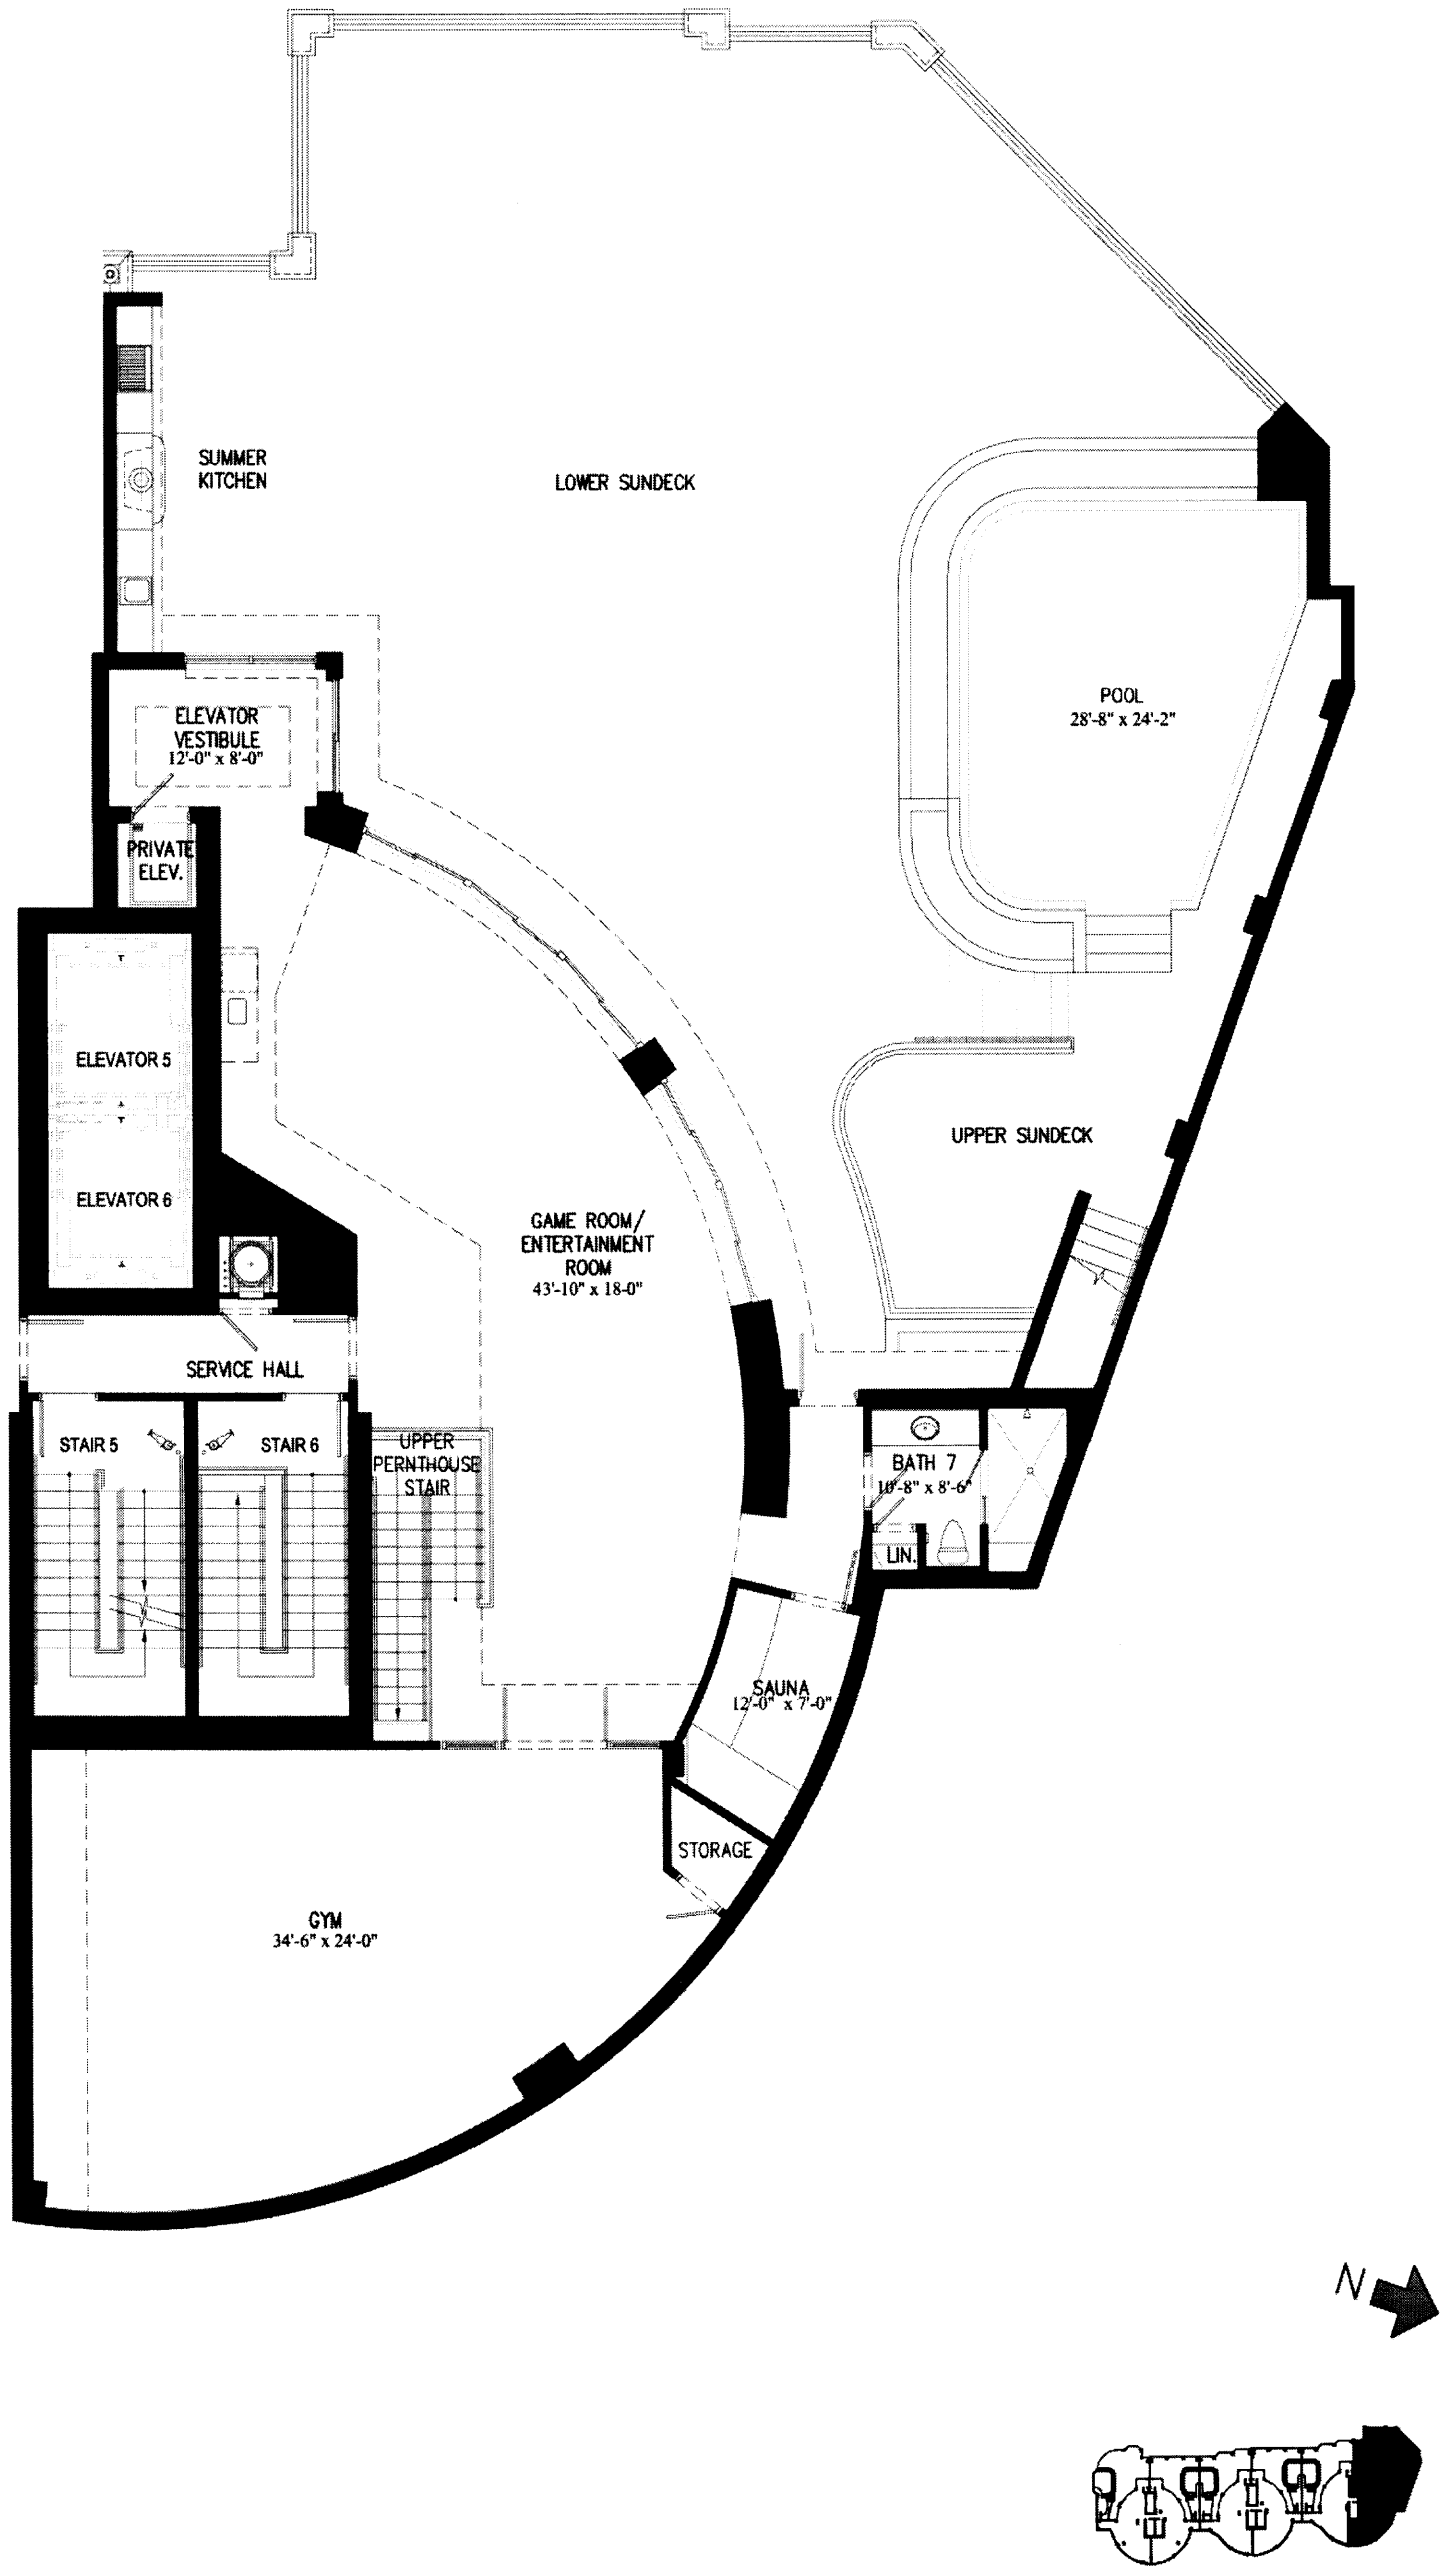 SUMMER
KITCHEN
LOWER SUNDECK
POOL
28'-8" x 24'-2"
ELEVATOR
VESTIBULE
12'-0" x 8'-0"
PRIVATE
ELEV.
ELEVATOR 5
UPPER SUNDECK
ELEVATOR 6
GAME ROOM/
ENTERTAINMENT
ROOM
43'-10" x 18-0"
SERVICE HALL
STAIR 5
STAIR 6
UPPER
PERNTHOUSE
STAIR
BATH 7
10'-8" x 8'-6"
LIN.
SAUNA
12'-0" x 7'-0"
STORAGE
GYM
34'-6" x 24'-0"
N